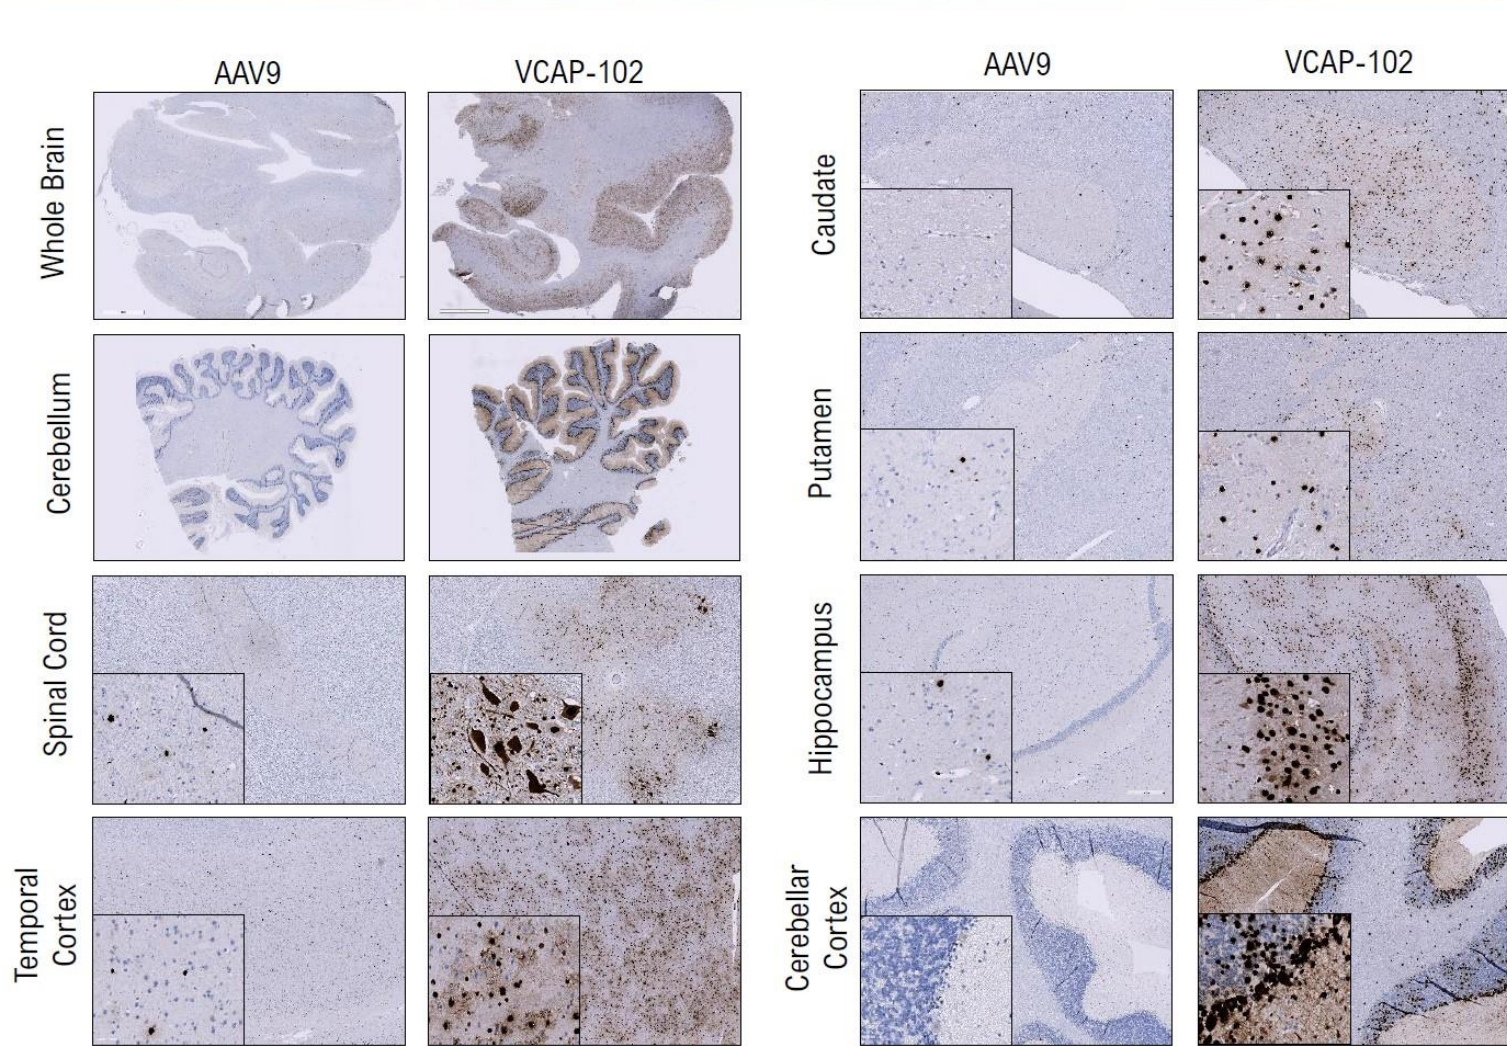 AAV9
VCAP-102
AAV9
VCAP-102
Whole Brain
Caudate
Cerebellum
Putamen
Spinal Cord
Hippocampus
Temporal
Cortex
Cerebellar
Cortex